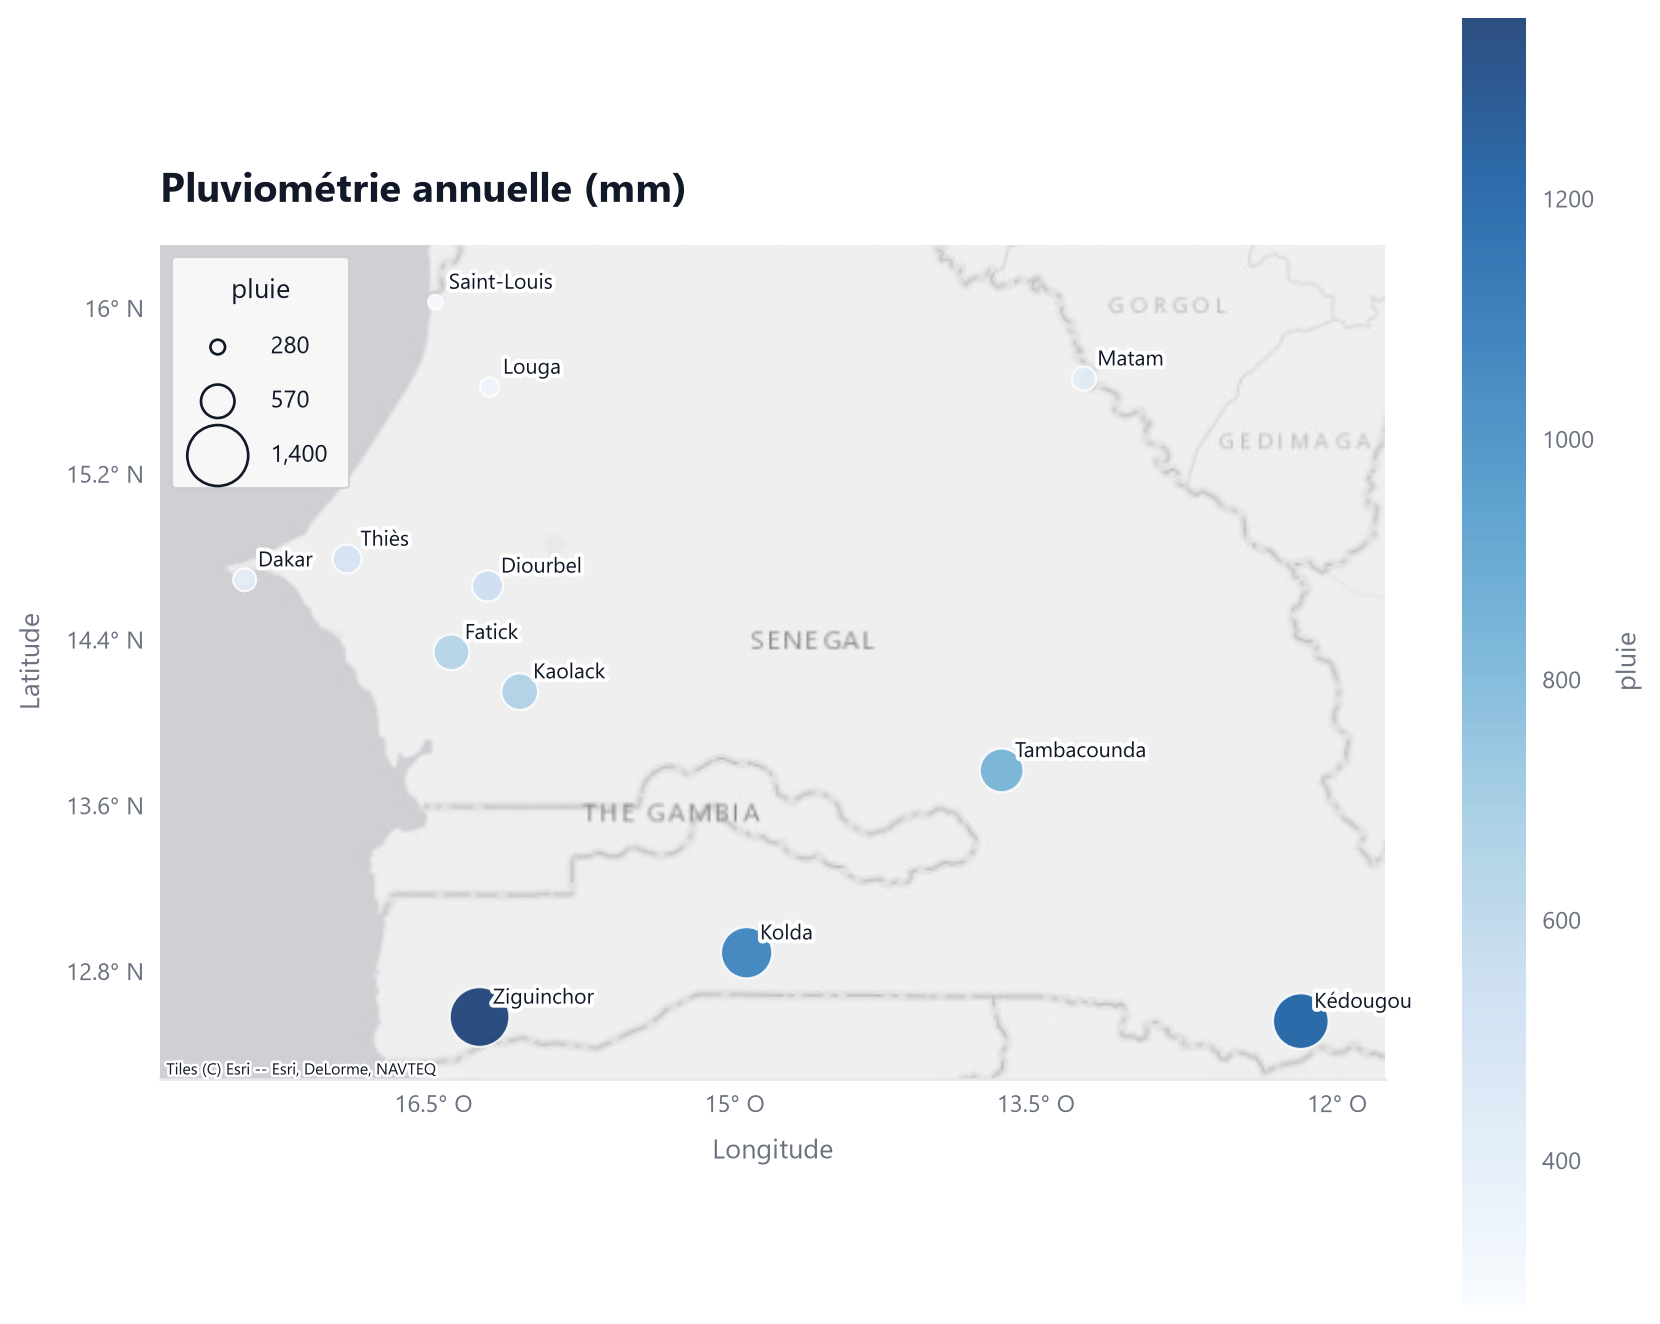 Pluviométrie annuelle (mm)
pluie
280
570
1,400
Saint-Louis
Louga
Matam
GORGOL
GEDIMAGA
Thiès
Dakar
Diourbel
Fatick
Kaolack
SENEGAL
Tambacounda
THE GAMBIA
Kolda
Ziguinchor
Kédougou
Tiles (C) Esri -- Esri, DeLorme, NAVTEQ
16° N
15.2° N
14.4° N
13.6° N
12.8° N
Latitude
16.5° O
15° O
13.5° O
12° O
Longitude
1200
1000
800
600
400
pluie